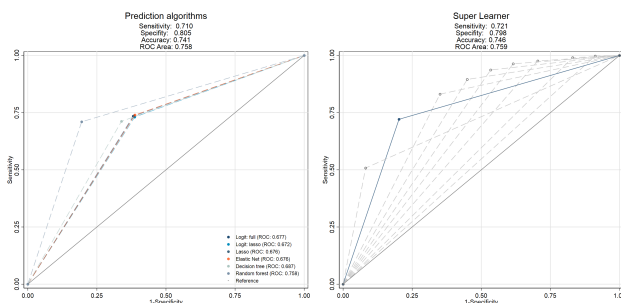 Prediction algorithms
Sensitivity: 0.710
Specifity: 0.805
Accuracy: 0.741
ROC Area: 0.758
1.00
0.75
0.50
0.25
0.00
Sensitivity
Logit: full (ROC: 0.677)
Logit: lasso (ROC: 0.672)
Lasso (ROC: 0.676)
Elastic Net (ROC: 0.678)
Decision tree (ROC: 0.687)
Random forest (ROC: 0.758)
Reference
0.00 0.25 0.50 0.75 1.00
1-Specificity
Super Learner
Sensitivity: 0.721
Specifity: 0.798
Accuracy: 0.746
ROC Area: 0.759
1.00
0.75
0.50
0.25
0.00
Sensitivity
0.00 0.25 0.50 0.75 1.00
1-Specificity